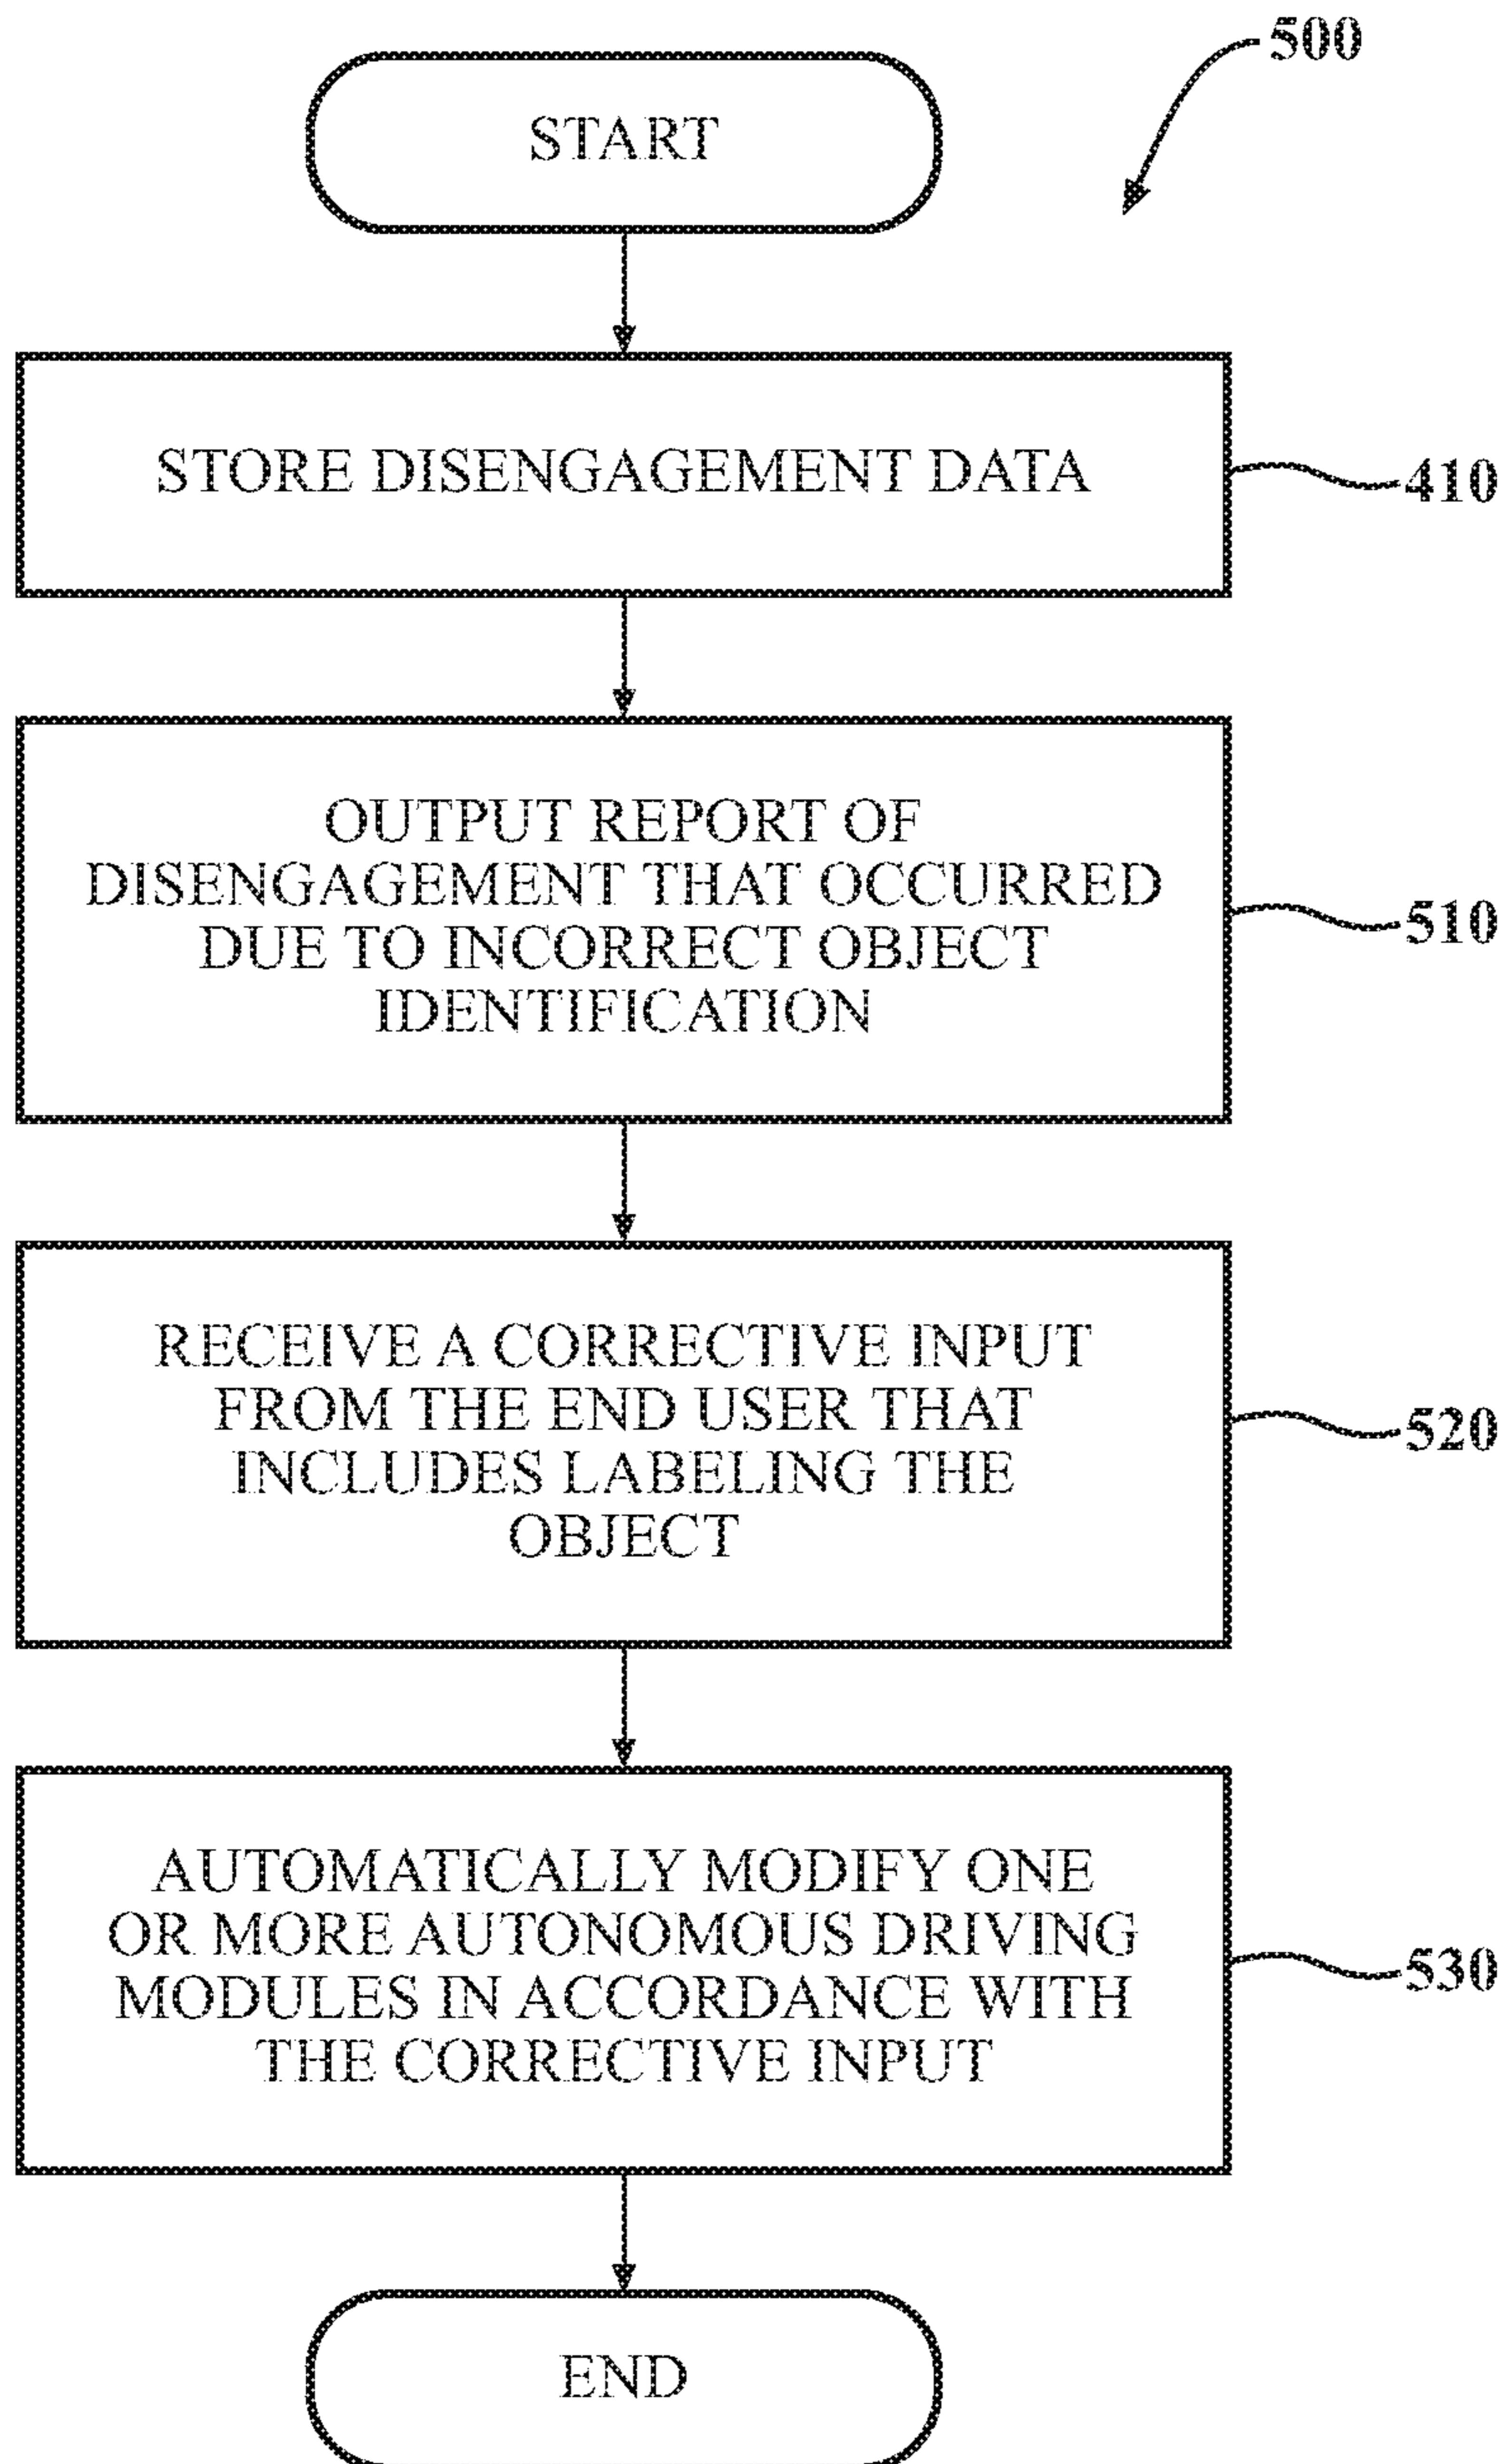 500
START
STORE DISENGAGEMENT DATA
410
OUTPUT REPORT OF
DISENGAGEMENT THAT OCCURRED
DUE TO INCORRECT OBJECT
IDENTIFICATION
510
RECEIVE A CORRECTIVE INPUT
FROM THE END USER THAT
INCLUDES LABELING THE
OBJECT
520
AUTOMATICALLY MODIFY ONE
OR MORE AUTONOMOUS DRIVING
MODULES IN ACCORDANCE WITH
THE CORRECTIVE INPUT
530
END